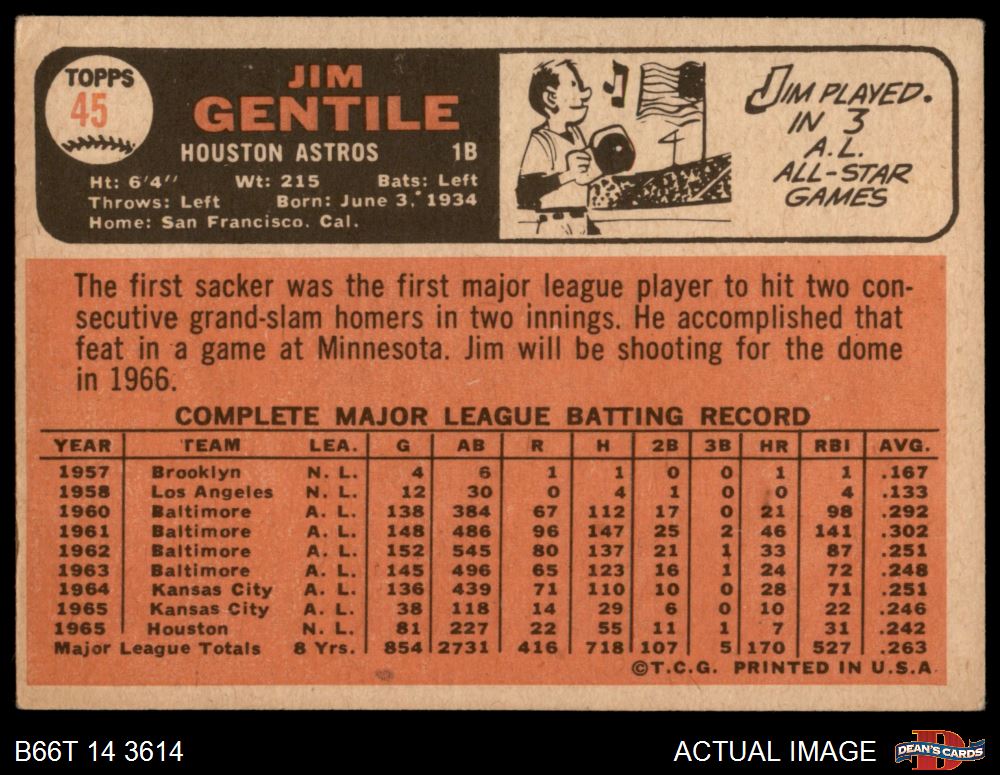 TOPPS
45
JIM
GENTILE
HOUSTON ASTROS 1B
Ht: 6'4" Wt: 215 Bats: Left
Throws: Left Born: June 3, 1934
Home: San Francisco, Cal.
JIM PLAYED.
IN 3
A.L.
ALL-STAR
GAMES
4
The first sacker was the first major league player to hit two con-
secutive grand-slam homers in two innings. He accomplished that
feat in a game at Minnesota. Jim will be shooting for the dome
in 1966.
COMPLETE MAJOR LEAGUE BATTING RECORD
YEAR TEAM LEA. G AB R H 2B 3B HR RBI AVG.
1957 Brooklyn N. L. 4 6 1 1 0 0 1 1 .167
1958 Los Angeles N. L. 12 30 0 4 1 0 0 4 .133
1960 Baltimore A. L. 138 384 67 112 17 0 21 98 .292
1961 Baltimore A. L. 148 486 96 147 25 2 46 141 .302
1962 Baltimore A. L. 152 545 80 137 21 1 33 87 .251
1963 Baltimore A. L. 145 496 65 123 16 1 24 72 .248
1964 Kansas City A. L. 136 439 71 110 10 0 28 71 .251
1965 Kansas City A. L. 38 118 14 29 6 0 10 22 .246
1965 Houston N. L. 81 227 22 55 11 1 7 31 .242
Major League Totals 8 Yrs. 854 2731 416 718 107 5 170 527 .263
©T.C.G. PRINTED IN U.S.A.
B66T 14 3614
ACTUAL IMAGE
DEAN'S CARDS